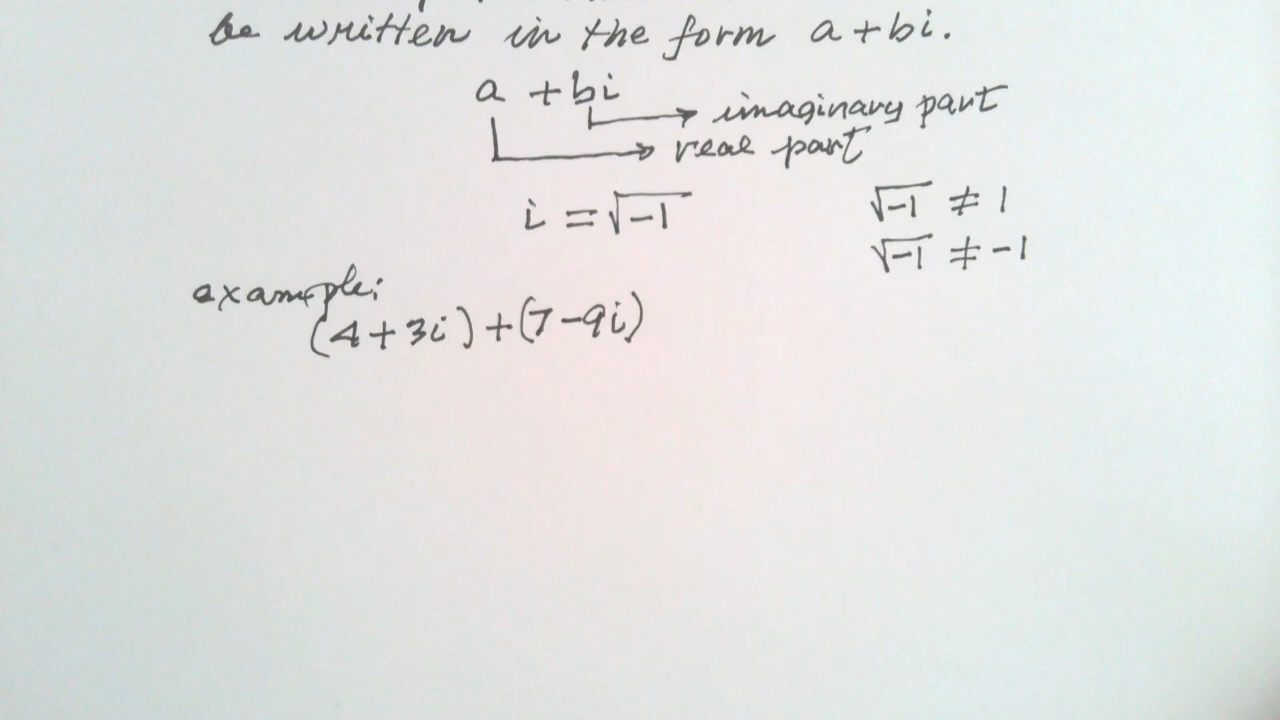 be written in the form a+bi.
a + bi
imaginary part
real part
i = √-1
√-1 ≠ 1
√-1 ≠ -1
example:
(4+3i)+(7-9i)